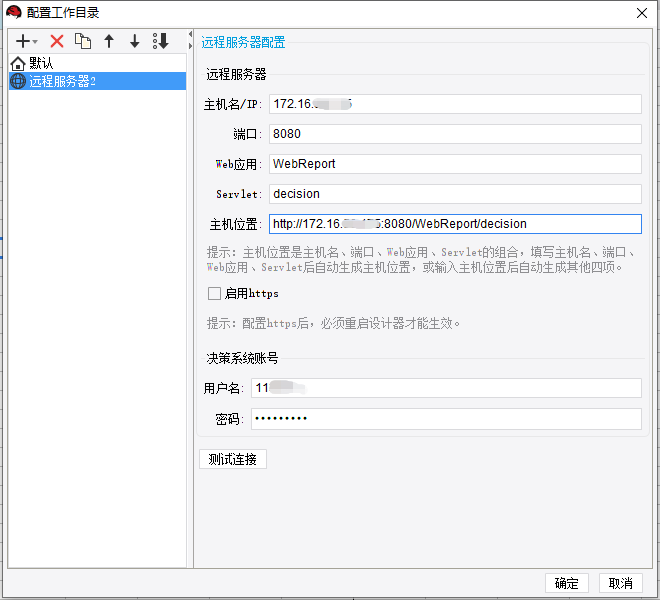 配置工作目录
默认
远程服务器2
远程服务器配置
远程服务器
主机名/IP: 172.16.
端口: 8080
Web应用: WebReport
Servlet: decision
主机位置: http://172.16. :8080/WebReport/decision
提示: 主机位置是主机名、端口、Web应用、Servlet的组合，填写主机名、端口、
Web应用、Servlet后自动生成主机位置，或输入主机位置后自动生成其他四项。
启用https
提示: 配置https后，必须重启设计器才能生效。
决策系统账号
用户名: 11
密码: •••••••••
测试连接
确定
取消